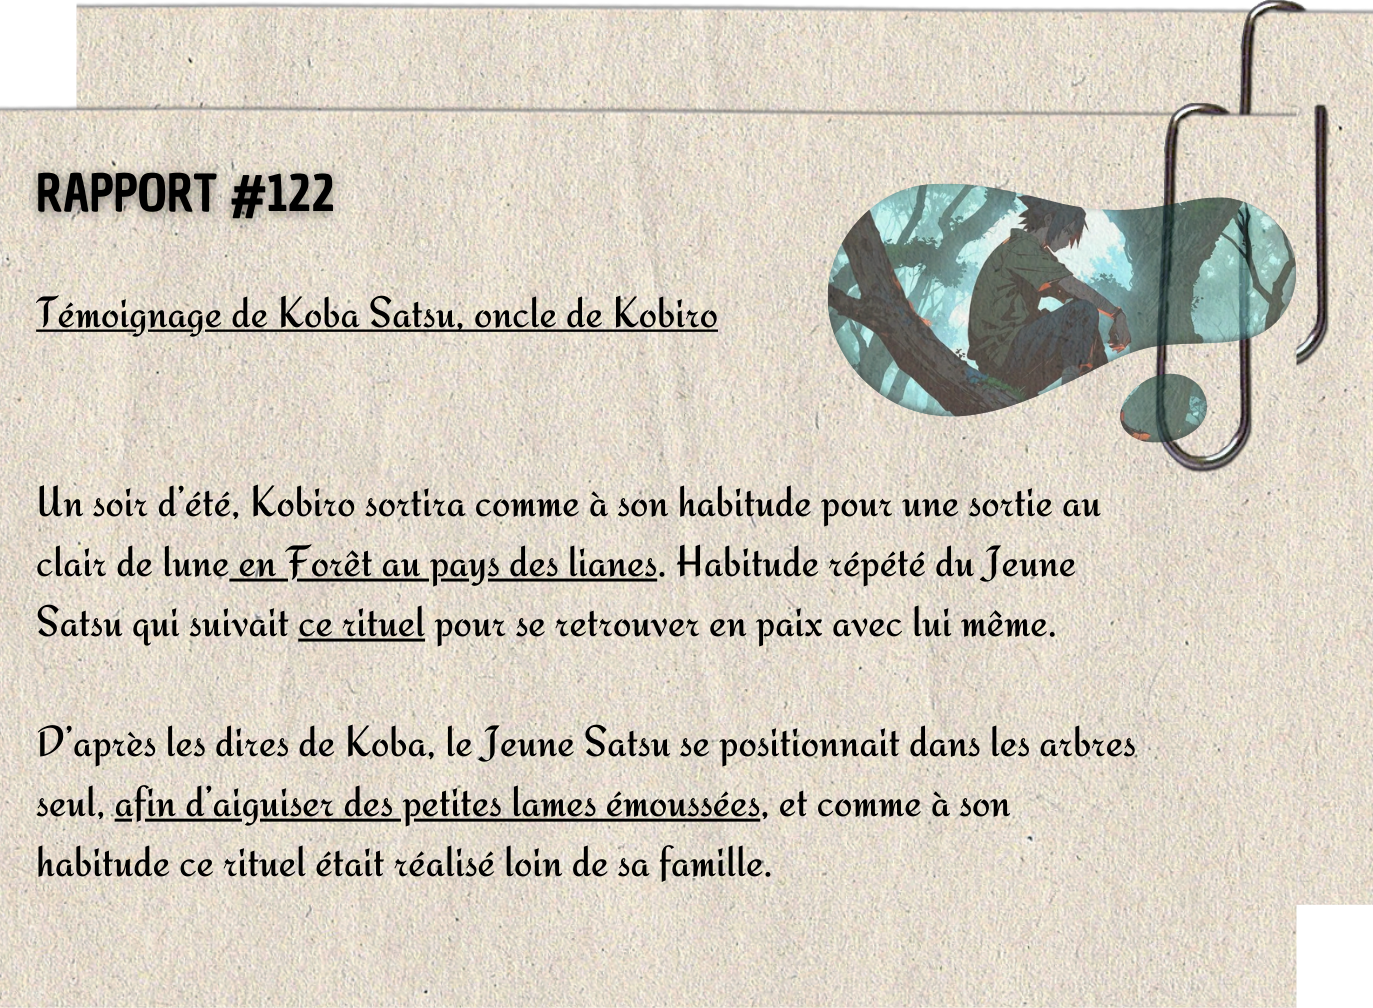 RAPPORT #122
Témoignage de Koba Satsu, oncle de Kobiro
Un soir d'été, Kobiro sortira comme à son habitude pour une sortie au
clair de lune en Forêt au pays des lianes. Habitude répété du Jeune
Satsu qui suivait ce rituel pour se retrouver en paix avec lui même.
D'après les dires de Koba, le Jeune Satsu se positionnait dans les arbres
seul, afin d'aiguiser des petites lames émoussées, et comme à son
habitude ce rituel était réalisé loin de sa famille.